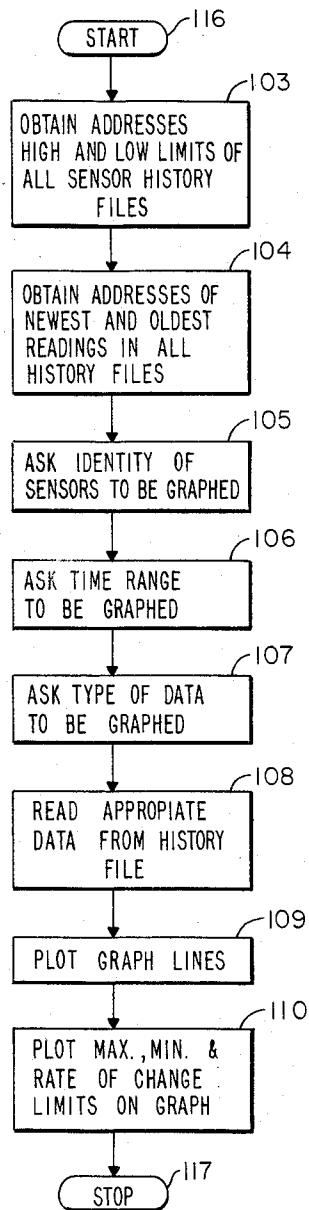 116
START
103
OBTAIN ADDRESSES
HIGH AND LOW LIMITS OF
ALL SENSOR HISTORY
FILES
104
OBTAIN ADDRESSES OF
NEWEST AND OLDEST
READINGS IN ALL
HISTORY FILES
105
ASK IDENTITY OF
SENSORS TO BE GRAPHED
106
ASK TIME RANGE
TO BE GRAPHED
107
ASK TYPE OF DATA
TO BE GRAPHED
108
READ APPROPIATE
DATA FROM HISTORY
FILE
109
PLOT GRAPH LINES
110
PLOT MAX., MIN. &
RATE OF CHANGE
LIMITS ON GRAPH
117
STOP